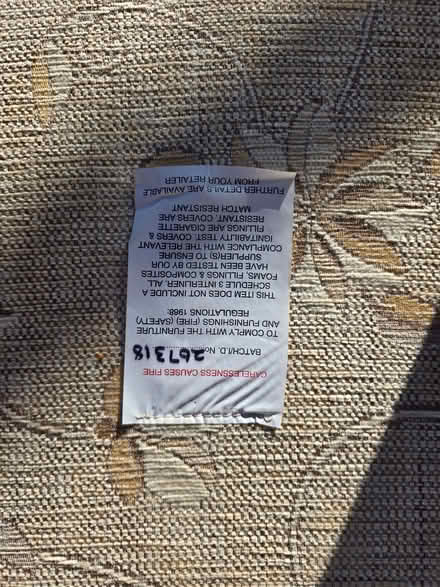 CARELESSNESS CAUSES FIRE
BATCH/I.D. No. 267318
TO COMPLY WITH THE FURNITURE
AND FURNISHINGS (FIRE) (SAFETY)
REGULATIONS 1988:
THIS ITEM DOES NOT INCLUDE A
SCHEDULE 3 INTERLINER. ALL
FOAMS, FILLINGS & COMPOSITES
HAVE BEEN TESTED BY OUR
SUPPLIER(S) TO ENSURE
COMPLIANCE WITH THE RELEVANT
IGNITABILITY TEST. COVERS &
FILLINGS ARE CIGARETTE
RESISTANT. COVERS ARE
MATCH RESISTANT
FURTHER DETAILS ARE AVAILABLE
FROM YOUR RETAILER